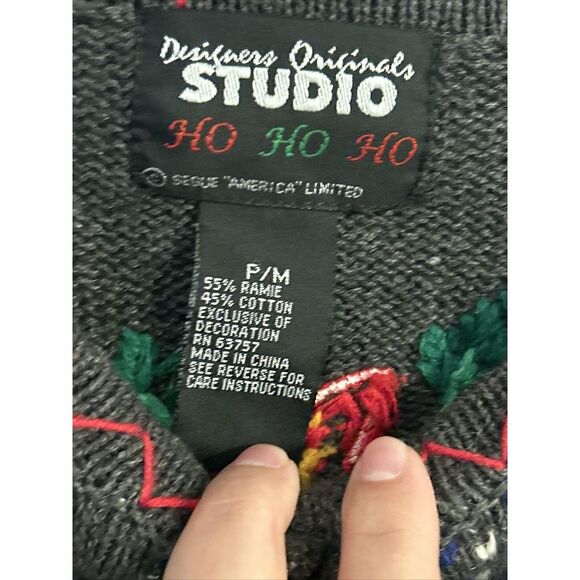 Designers Originals
STUDIO
HO HO HO
© SEGUE "AMERICA" LIMITED
P/M
55% RAMIE
45% COTTON
EXCLUSIVE OF
DECORATION
RN 63757
MADE IN CHINA
SEE REVERSE FOR
CARE INSTRUCTIONS